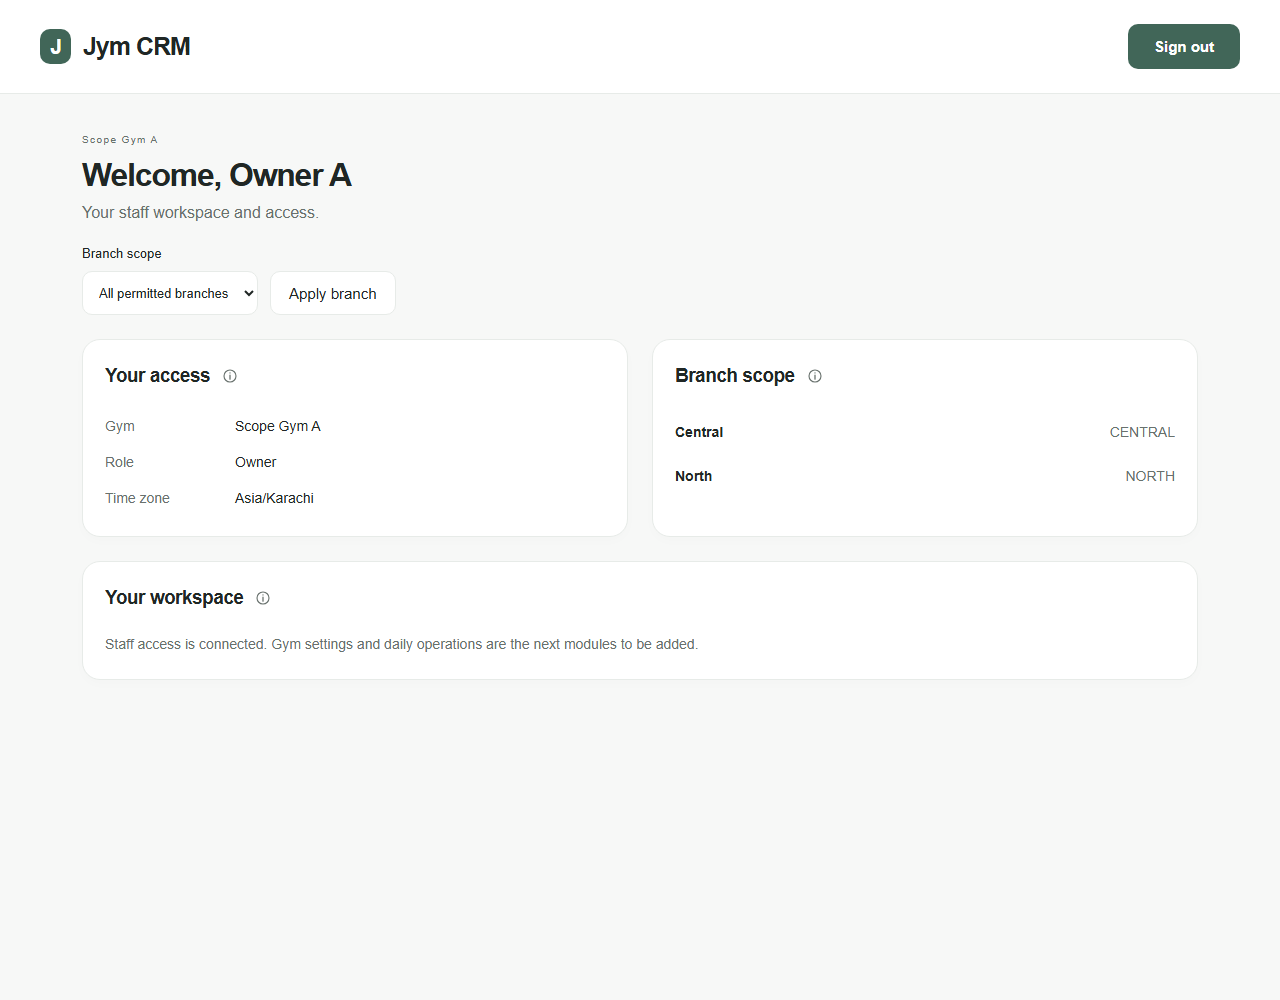 J Jym CRM
Sign out
Scope Gym A
Welcome, Owner A
Your staff workspace and access.
Branch scope
All permitted branches
Apply branch
Your access
Gym Scope Gym A
Role Owner
Time zone Asia/Karachi
Branch scope
Central CENTRAL
North NORTH
Your workspace
Staff access is connected. Gym settings and daily operations are the next modules to be added.